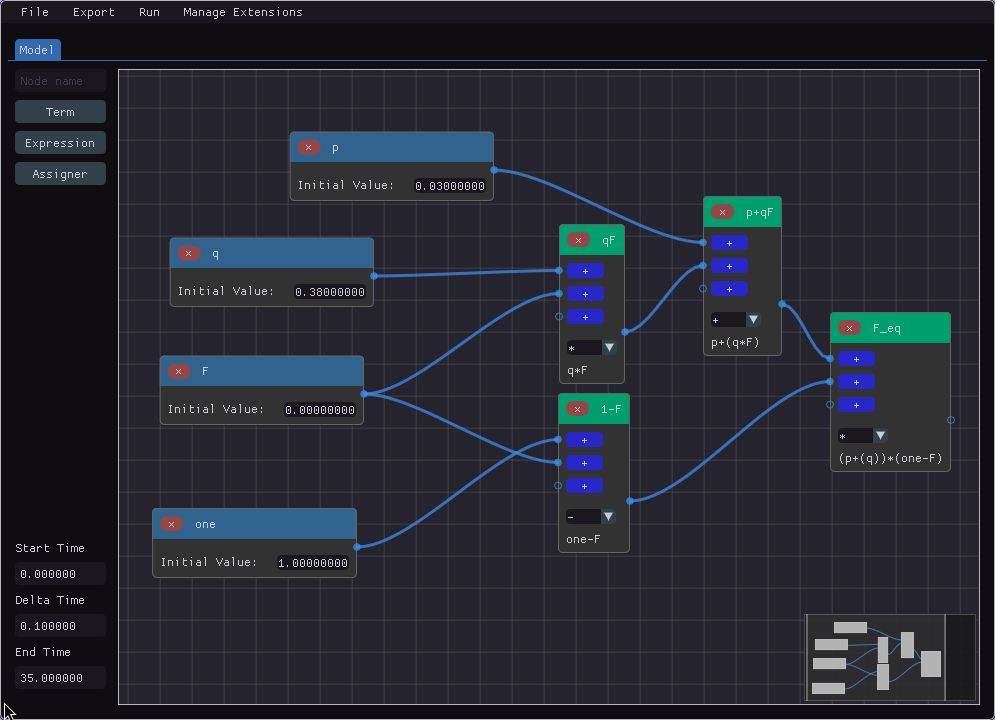 File Export Run Manage Extensions
Model
Node name
Term
Expression
Assigner
× p
Initial Value: 0.03000000
× q
Initial Value: 0.38000000
× F
Initial Value: 0.00000000
× one
Initial Value: 1.00000000
× qF
+
+
+
* ▼
q*F
× 1-F
+
+
+
- ▼
one-F
× p+qF
+
+
+
+ ▼
p+(q*F)
× F_eq
+
+
+
* ▼
(p+(q))*(one-F)
Start Time
0.000000
Delta Time
0.100000
End Time
35.000000